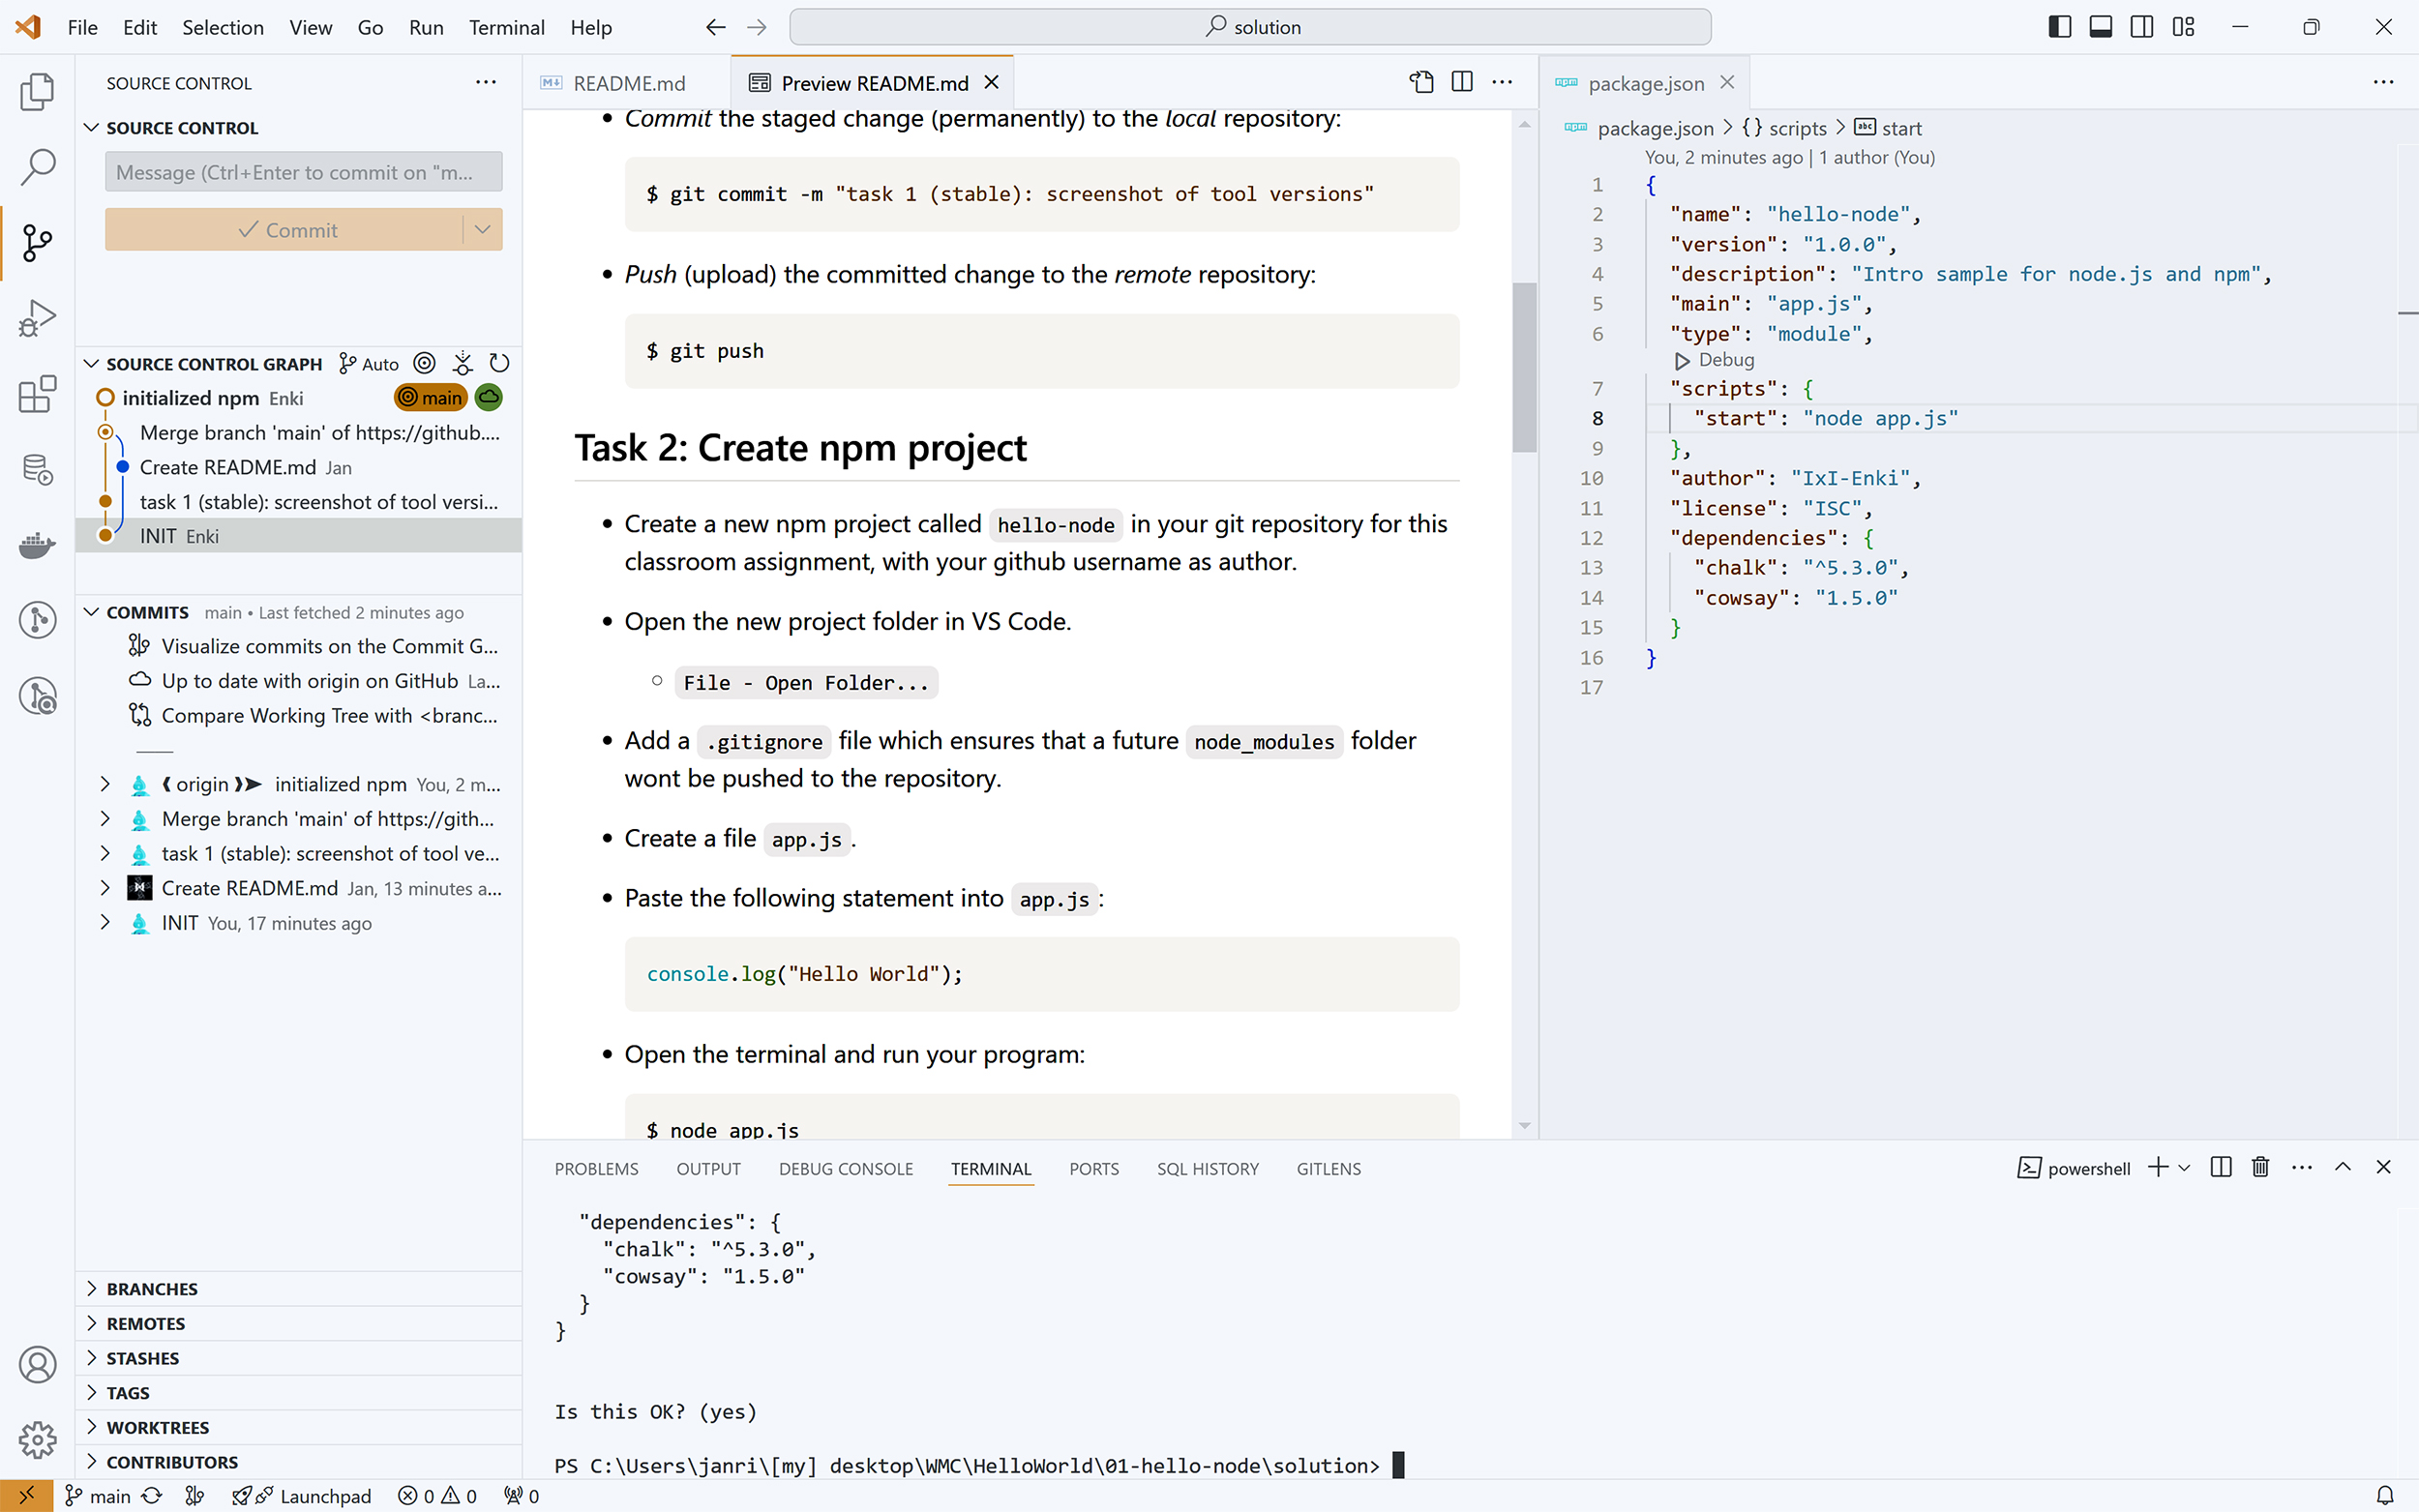 File Edit Selection View Go Run Terminal Help
solution
SOURCE CONTROL
SOURCE CONTROL
Message (Ctrl+Enter to commit on "m...
Commit
SOURCE CONTROL GRAPH Auto
initialized npm Enki main
Merge branch 'main' of https://github....
Create README.md Jan
task 1 (stable): screenshot of tool versi...
INIT Enki
COMMITS main • Last fetched 2 minutes ago
Visualize commits on the Commit G...
Up to date with origin on GitHub La...
Compare Working Tree with <branc...
❰ origin ❱➤ initialized npm You, 2 m...
Merge branch 'main' of https://gith...
task 1 (stable): screenshot of tool ve...
Create README.md Jan, 13 minutes a...
INIT You, 17 minutes ago
BRANCHES
REMOTES
STASHES
TAGS
WORKTREES
CONTRIBUTORS
README.md Preview README.md
• Commit the staged change (permanently) to the local repository:
$ git commit -m "task 1 (stable): screenshot of tool versions"
• Push (upload) the committed change to the remote repository:
$ git push
Task 2: Create npm project
• Create a new npm project called hello-node in your git repository for this
classroom assignment, with your github username as author.
• Open the new project folder in VS Code.
○ File - Open Folder...
• Add a .gitignore file which ensures that a future node_modules folder
wont be pushed to the repository.
• Create a file app.js.
• Paste the following statement into app.js:
console.log("Hello World");
• Open the terminal and run your program:
$ node app.js
package.json
package.json > {} scripts > abc start
You, 2 minutes ago | 1 author (You)
1 {
2 "name": "hello-node",
3 "version": "1.0.0",
4 "description": "Intro sample for node.js and npm",
5 "main": "app.js",
6 "type": "module",
Debug
7 "scripts": {
8 "start": "node app.js"
9 },
10 "author": "IxI-Enki",
11 "license": "ISC",
12 "dependencies": {
13 "chalk": "^5.3.0",
14 "cowsay": "1.5.0"
15 }
16 }
17
PROBLEMS OUTPUT DEBUG CONSOLE TERMINAL PORTS SQL HISTORY GITLENS
powershell
"dependencies": {
"chalk": "^5.3.0",
"cowsay": "1.5.0"
}
}
Is this OK? (yes)
PS C:\Users\janri\[my] desktop\WMC\HelloWorld\01-hello-node\solution>
main Launchpad 0 0 0